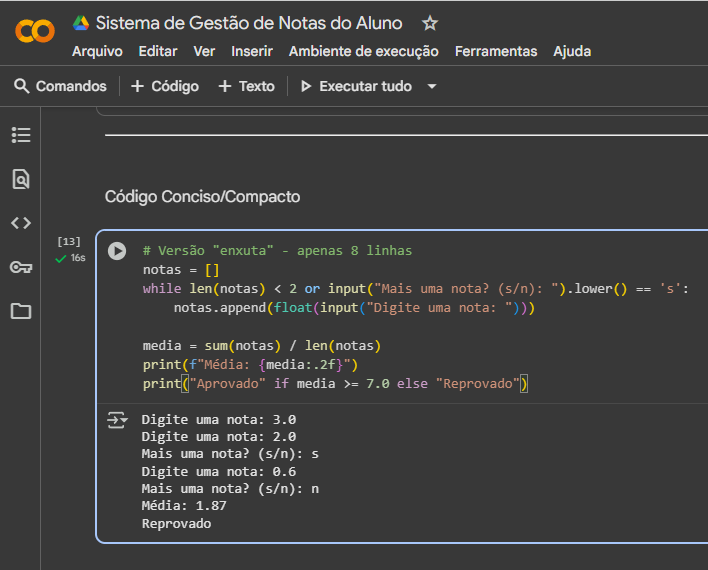 Sistema de Gestão de Notas do Aluno
Arquivo Editar Ver Inserir Ambiente de execução Ferramentas Ajuda
Comandos + Código + Texto Executar tudo
Código Conciso/Compacto
[13]
16s
# Versão "enxuta" - apenas 8 linhas
notas = []
while len(notas) < 2 or input("Mais uma nota? (s/n): ").lower() == 's':
    notas.append(float(input("Digite uma nota: ")))
media = sum(notas) / len(notas)
print(f"Média: {media:.2f}")
print("Aprovado" if media >= 7.0 else "Reprovado")
Digite uma nota: 3.0
Digite uma nota: 2.0
Mais uma nota? (s/n): s
Digite uma nota: 0.6
Mais uma nota? (s/n): n
Média: 1.87
Reprovado